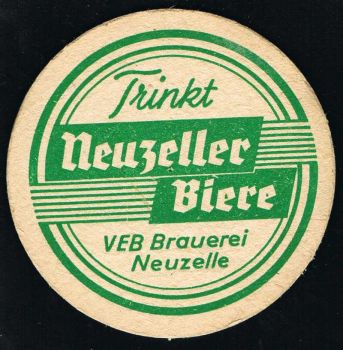 Trinkt
Neuzeller
Biere
VEB Brauerei
Neuzelle